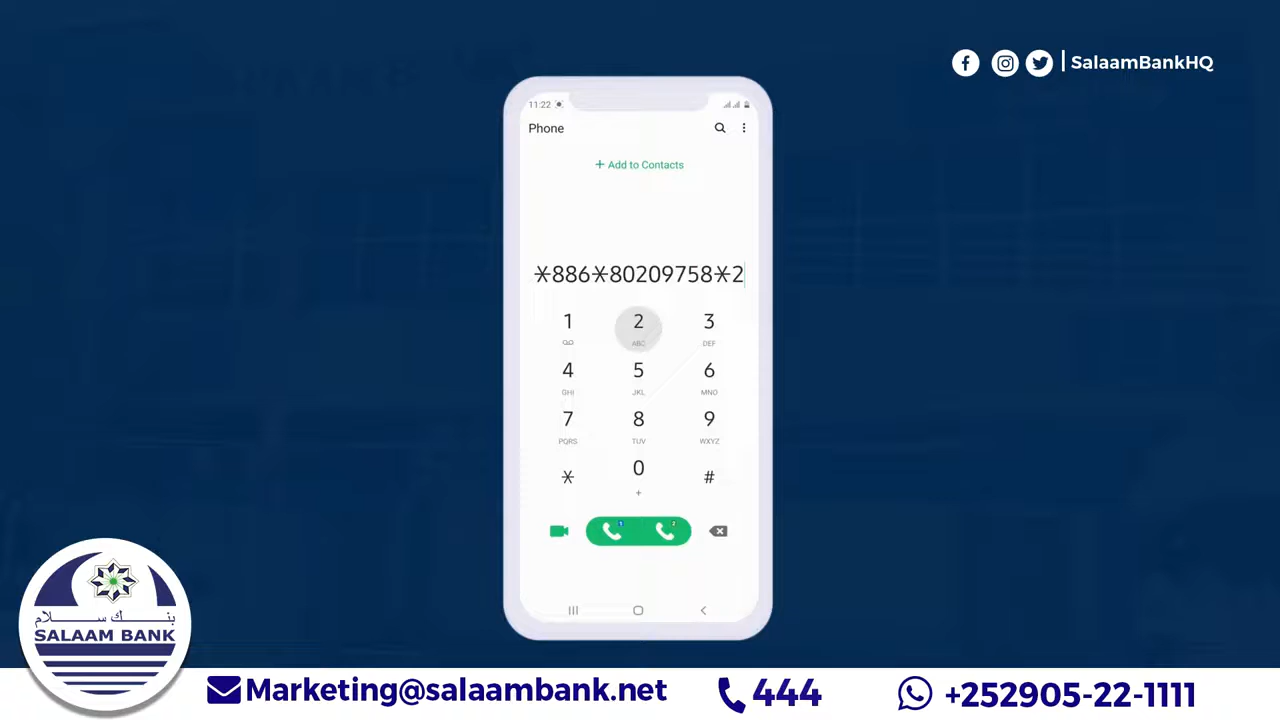 SalaamBankHQ
11:22
Phone
+ Add to Contacts
*886*80209758*2
1 2 3
ABC DEF
4 5 6
GHI JKL MNO
7 8 9
PQRS TUV WXYZ
* 0 #
+
1 2
بنك سلام
SALAAM BANK
Marketing@salaambank.net 444 +252905-22-1111